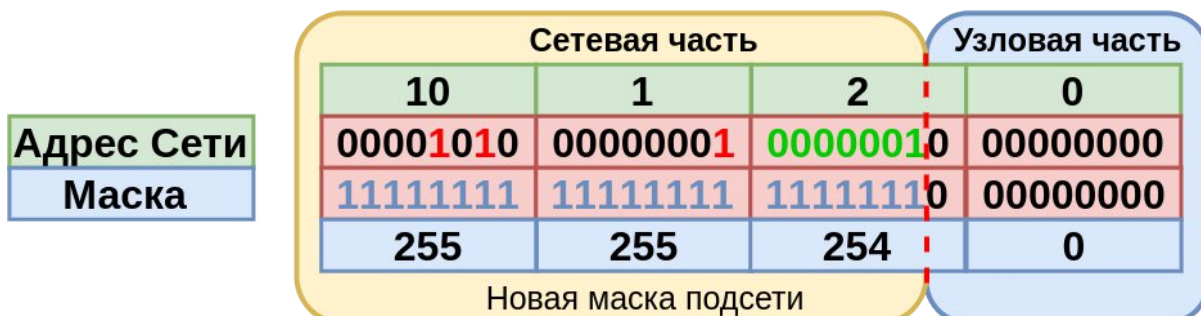 Сетевая часть Узловая часть
10 1 2 0
Адрес Сети 00001010 00000001 00000010 00000000
Маска 11111111 11111111 11111110 00000000
255 255 254 0
Новая маска подсети